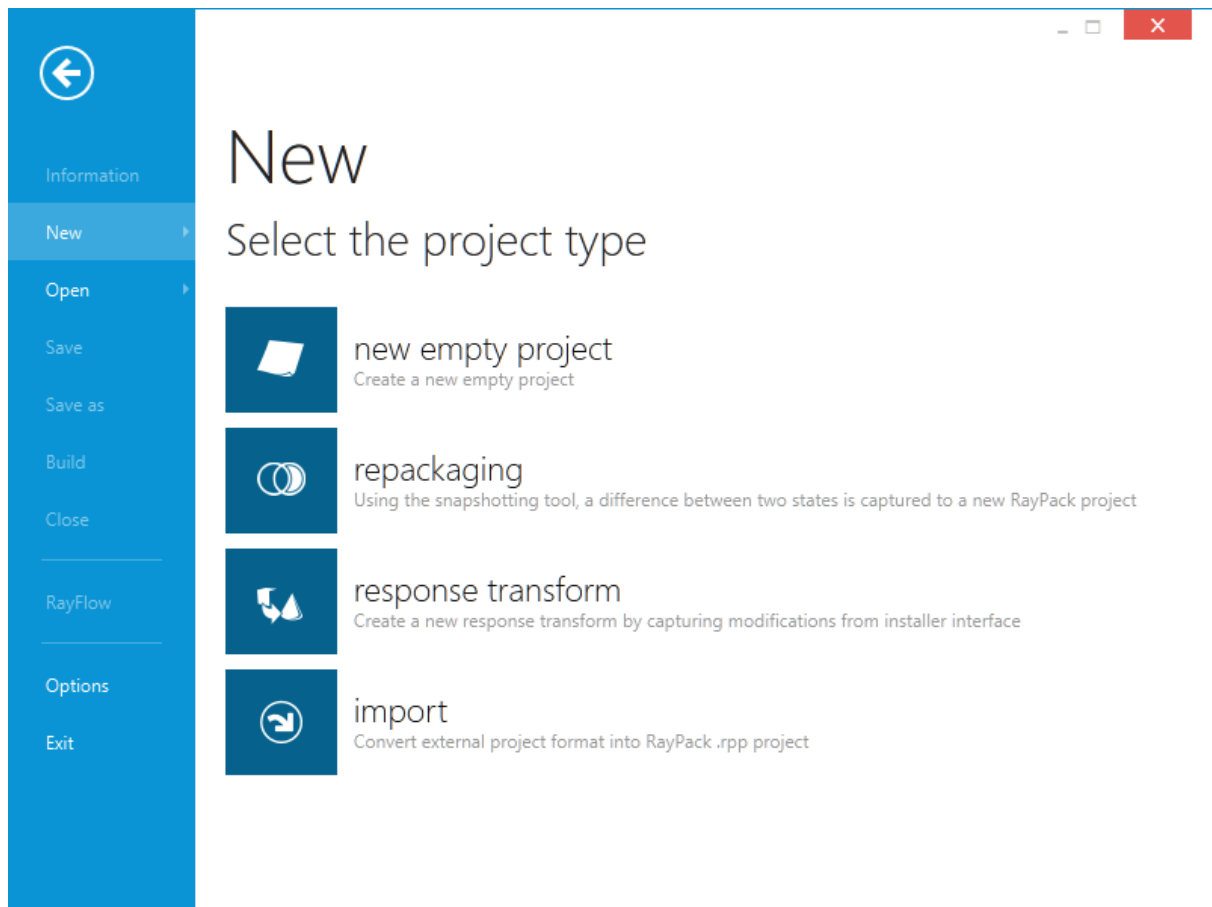 Information
New
Open
Save
Save as
Build
Close
RayFlow
Options
Exit
New
Select the project type
new empty project
Create a new empty project
repackaging
Using the snapshotting tool, a difference between two states is captured to a new RayPack project
response transform
Create a new response transform by capturing modifications from installer interface
import
Convert external project format into RayPack .rpp project